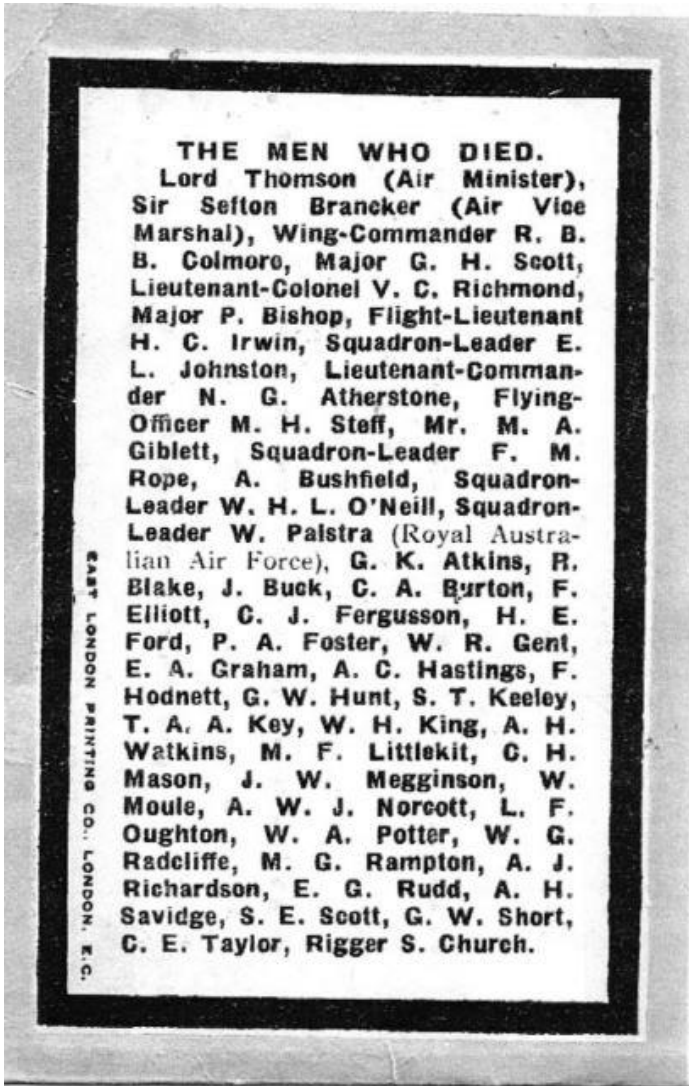 THE MEN WHO DIED.
Lord Thomson (Air Minister),
Sir Sefton Brancker (Air Vice
Marshal), Wing-Commander R. B.
B. Colmore, Major G. H. Scott,
Lieutenant-Colonel V. C. Richmond,
Major P. Bishop, Flight-Lieutenant
H. C. Irwin, Squadron-Leader E.
L. Johnston, Lieutenant-Comman-
der N. G. Atherstone, Flying-
Officer M. H. Steff, Mr. M. A.
Giblett, Squadron-Leader F. M.
Rope, A. Bushfield, Squadron-
Leader W. H. L. O'Neill, Squadron-
Leader W. Palstra (Royal Austra-
lian Air Force), G. K. Atkins, R.
Blake, J. Buck, C. A. Burton, F.
Elliott, C. J. Fergusson, H. E.
Ford, P. A. Foster, W. R. Gent,
E. A. Graham, A. C. Hastings, F.
Hodnett, G. W. Hunt, S. T. Keeley,
T. A. A. Key, W. H. King, A. H.
Watkins, M. F. Littlekit, C. H.
Mason, J. W. Megginson, W.
Moule, A. W. J. Norcott, L. F.
Oughton, W. A. Potter, W. G.
Radcliffe, M. G. Rampton, A. J.
Richardson, E. G. Rudd, A. H.
Savidge, S. E. Scott, G. W. Short,
C. E. Taylor, Rigger S. Church.
EAST LONDON PRINTING CO., LONDON, E.C.